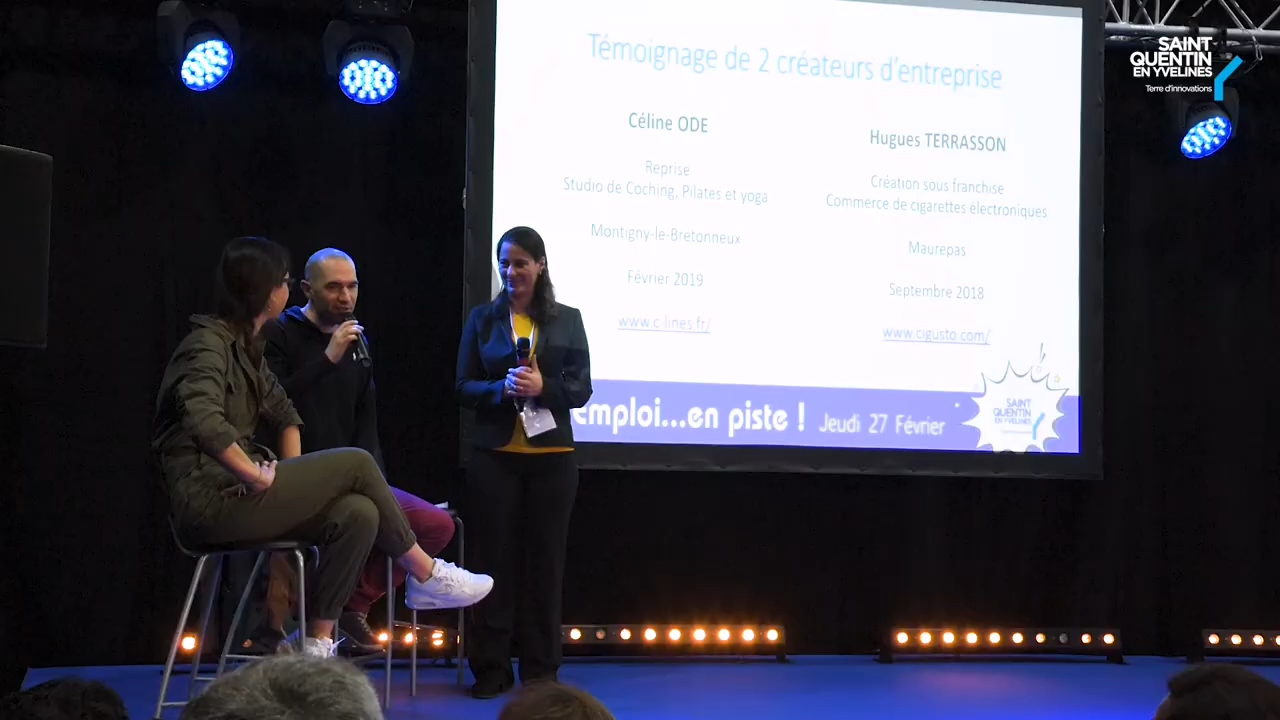 Témoignage de 2 créateurs d'entreprise
Céline ODE
Reprise
Studio de Coching, Pilates et yoga
Montigny-le-Bretonneux
Février 2019
www.c-lines.fr/
Hugues TERRASSON
Création sous franchise
Commerce de cigarettes électroniques
Maurepas
Septembre 2018
www.cigusto.com/
Emploi...en piste ! Jeudi 27 Février
SAINT
QUENTIN
EN YVELINES
SAINT
QUENTIN
EN YVELINES
Terre d'innovations